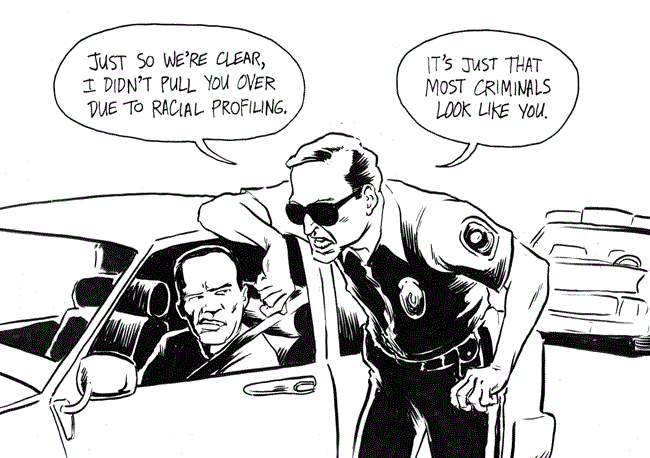 JUST SO WE'RE CLEAR,
I DIDN'T PULL YOU OVER
DUE TO RACIAL PROFILING.
IT'S JUST THAT
MOST CRIMINALS
LOOK LIKE YOU.